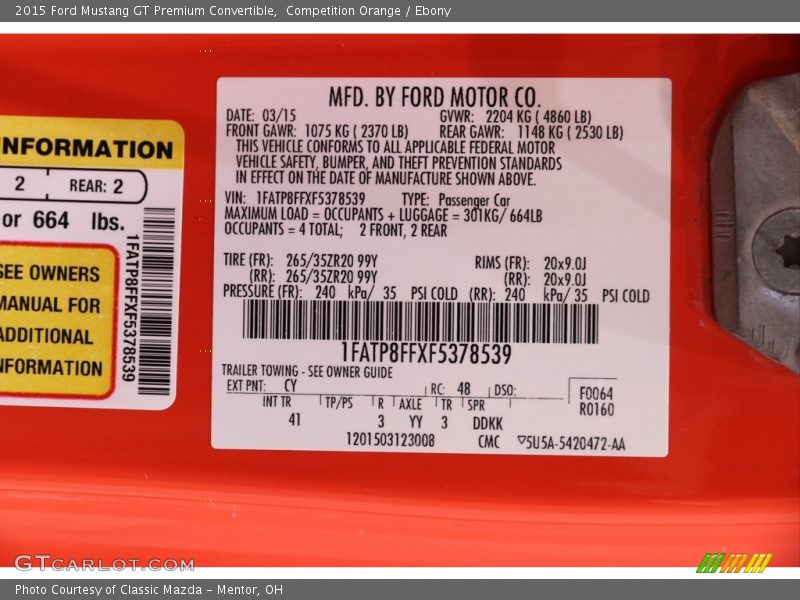 2015 Ford Mustang GT Premium Convertible,  Competition Orange / Ebony
INFORMATION
2 REAR: 2
or 664 lbs.
SEE OWNERS
MANUAL FOR
ADDITIONAL
INFORMATION
1FATP8FFXF5378539
MFD. BY FORD MOTOR CO.
DATE: 03/15 GVWR: 2204 KG ( 4860 LB)
FRONT GAWR: 1075 KG ( 2370 LB) REAR GAWR: 1148 KG ( 2530 LB)
THIS VEHICLE CONFORMS TO ALL APPLICABLE FEDERAL MOTOR
VEHICLE SAFETY, BUMPER, AND THEFT PREVENTION STANDARDS
IN EFFECT ON THE DATE OF MANUFACTURE SHOWN ABOVE.
VIN: 1FATP8FFXF5378539 TYPE: Passenger Car
MAXIMUM LOAD = OCCUPANTS + LUGGAGE = 301KG/ 664LB
OCCUPANTS = 4 TOTAL; 2 FRONT, 2 REAR
TIRE (FR): 265/35ZR20 99Y RIMS (FR): 20x9.0J
(RR): 265/35ZR20 99Y (RR): 20x9.0J
PRESSURE (FR): 240 kPa/ 35 PSI COLD (RR): 240 kPa/ 35 PSI COLD
1FATP8FFXF5378539
TRAILER TOWING - SEE OWNER GUIDE
EXT PNT: CY RC: 48 DSO: F0064
R0160
INT TR TP/PS R AXLE TR SPR
41 3 YY 3 DDKK
1201503123008 CMC ▽5U5A-5420472-AA
GTCARLOT.COM
Photo Courtesy of Classic Mazda - Mentor, OH